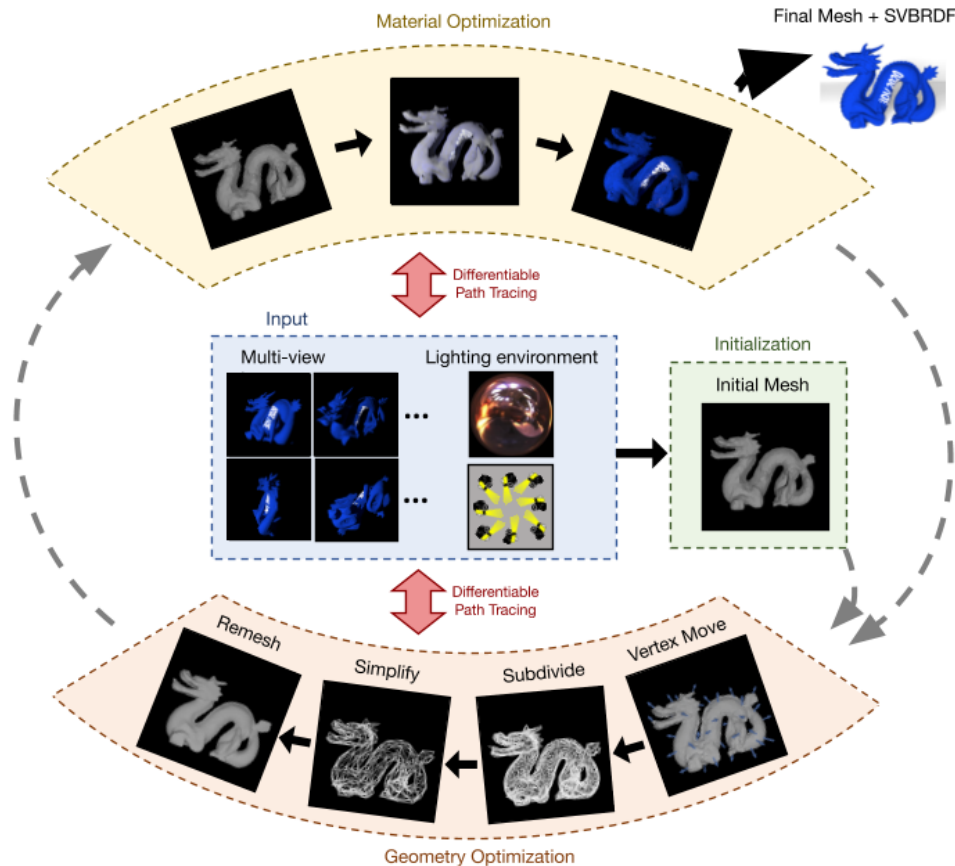 Material Optimization
Final Mesh + SVBRDF
Differentiable
Path Tracing
Input
Multi-view
Lighting environment
Initialization
Initial Mesh
Differentiable
Path Tracing
Remesh
Simplify
Subdivide
Vertex Move
Geometry Optimization